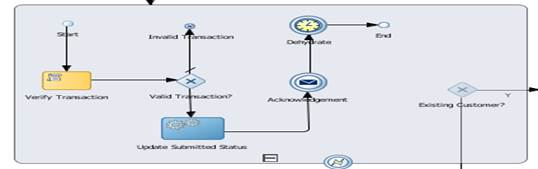 Start
Invalid Transaction
Dehydrate
End
Verify Transaction
Valid Transaction?
Acknowledgement
Existing Customer?
Y
Update Submitted Status